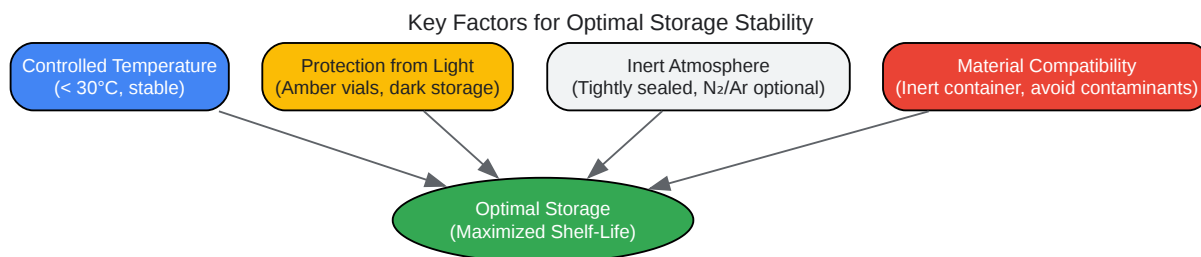 Key Factors for Optimal Storage Stability
Controlled Temperature
(< 30°C, stable)
Protection from Light
(Amber vials, dark storage)
Inert Atmosphere
(Tightly sealed, N₂/Ar optional)
Material Compatibility
(Inert container, avoid contaminants)
Optimal Storage
(Maximized Shelf-Life)